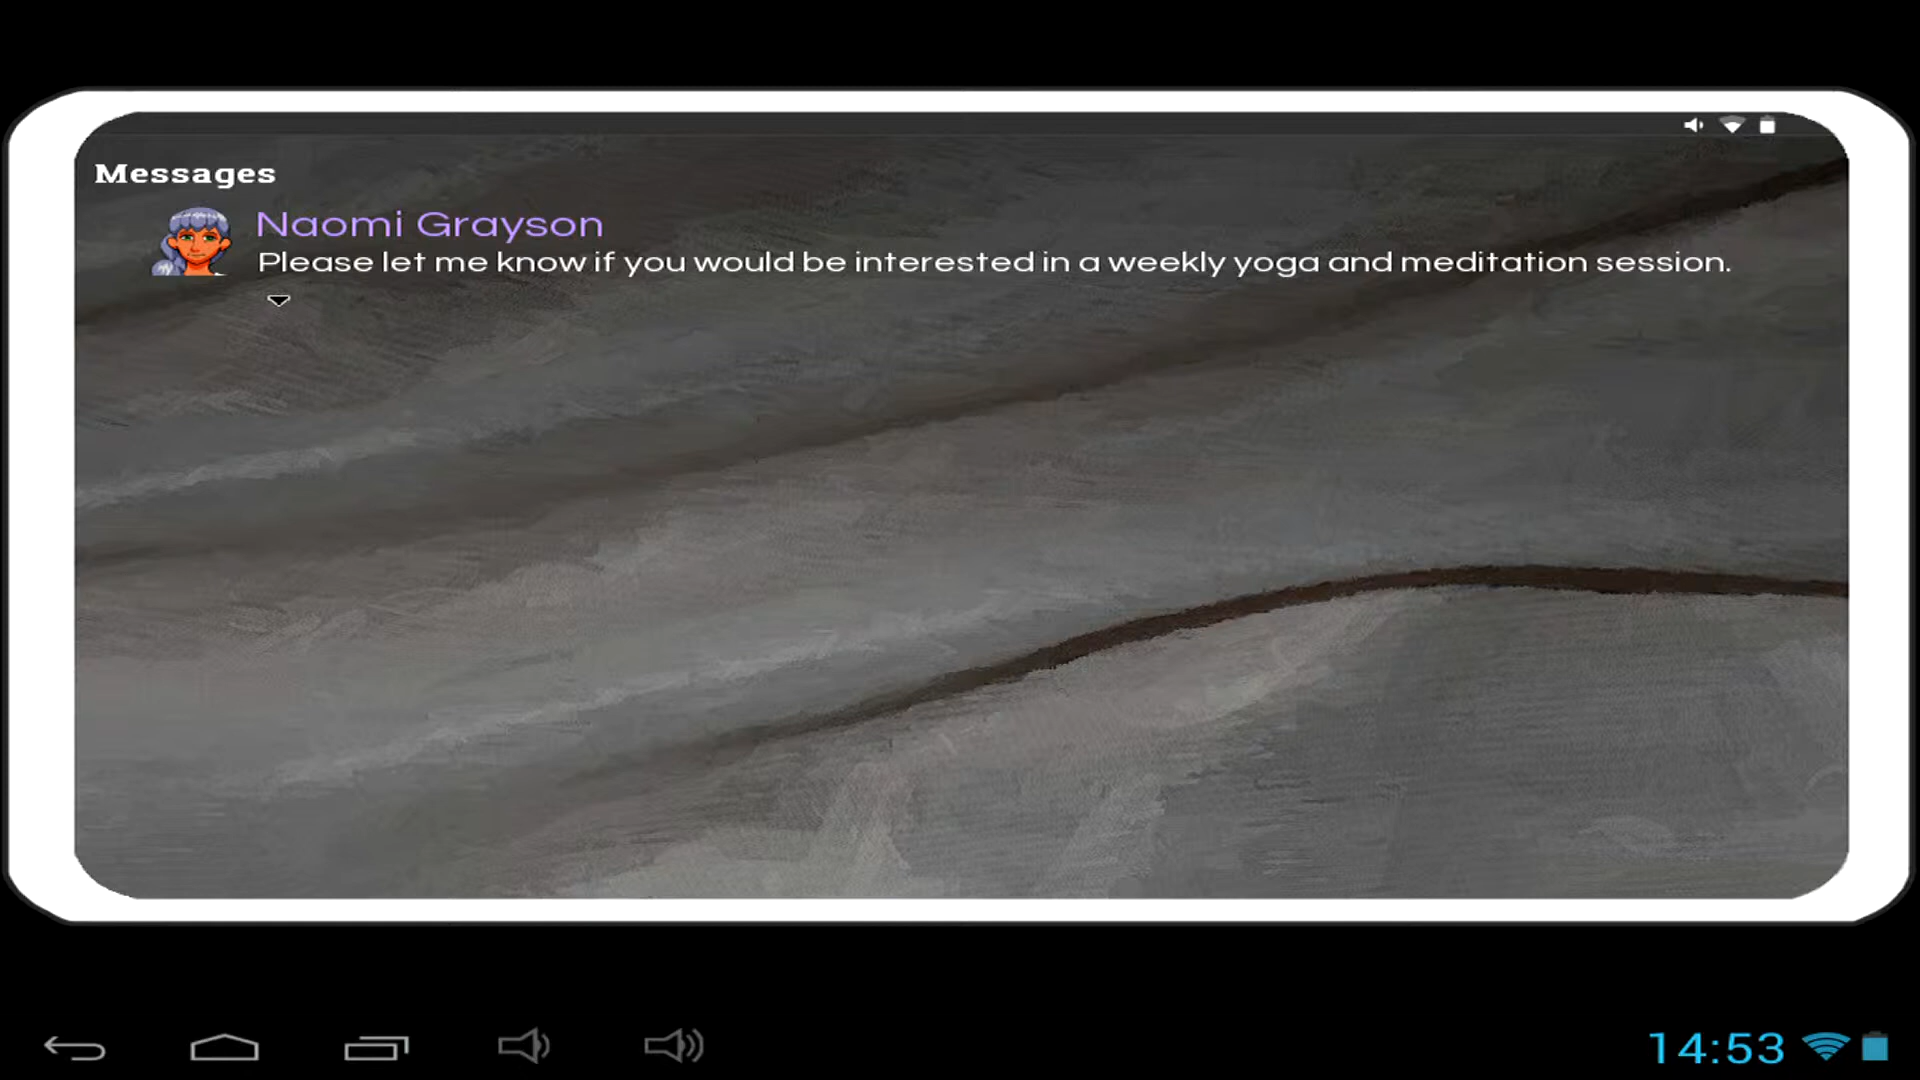 Messages
Naomi Grayson
Please let me know if you would be interested in a weekly yoga and meditation session.
14:53